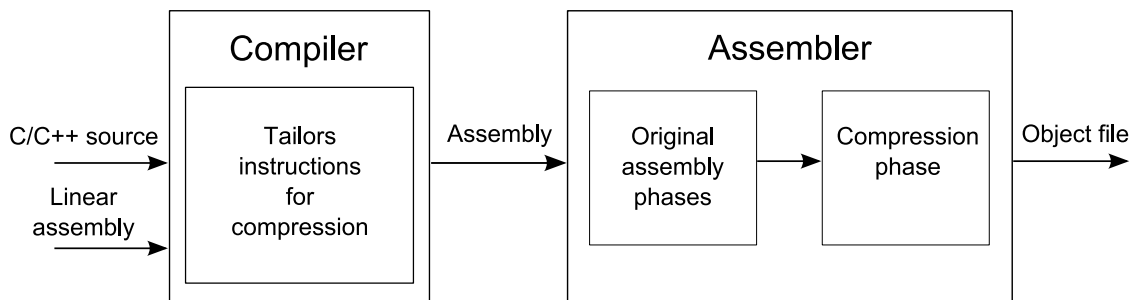 Compiler
Assembler
C/C++ source
Linear
assembly
Tailors
instructions
for
compression
Assembly
Original
assembly
phases
Compression
phase
Object file